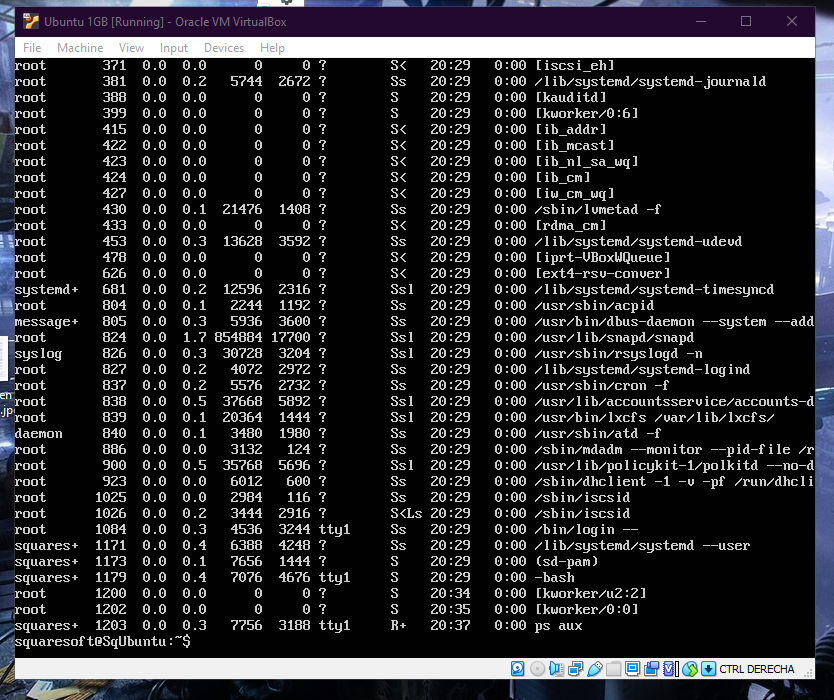 Ubuntu 1GB [Running] - Oracle VM VirtualBox
File Machine View Input Devices Help
root 371 0.0 0.0 0 0 ? S< 20:29 0:00 [iscsi_eh]
root 381 0.0 0.2 5744 2672 ? Ss 20:29 0:00 /lib/systemd/systemd-journald
root 388 0.0 0.0 0 0 ? S 20:29 0:00 [kauditd]
root 399 0.0 0.0 0 0 ? S 20:29 0:00 [kworker/0:6]
root 415 0.0 0.0 0 0 ? S< 20:29 0:00 [ib_addr]
root 422 0.0 0.0 0 0 ? S< 20:29 0:00 [ib_mcast]
root 423 0.0 0.0 0 0 ? S< 20:29 0:00 [ib_nl_sa_wq]
root 424 0.0 0.0 0 0 ? S< 20:29 0:00 [ib_cm]
root 427 0.0 0.0 0 0 ? S< 20:29 0:00 [iw_cm_wq]
root 430 0.0 0.1 21476 1408 ? Ss 20:29 0:00 /sbin/lvmetad -f
root 433 0.0 0.0 0 0 ? S< 20:29 0:00 [rdma_cm]
root 453 0.0 0.3 13628 3592 ? Ss 20:29 0:00 /lib/systemd/systemd-udevd
root 478 0.0 0.0 0 0 ? S< 20:29 0:00 [iprt-VBoxWQueue]
root 626 0.0 0.0 0 0 ? S< 20:29 0:00 [ext4-rsv-conver]
systemd+ 681 0.0 0.2 12596 2316 ? Ssl 20:29 0:00 /lib/systemd/systemd-timesyncd
root 804 0.0 0.1 2244 1192 ? Ss 20:29 0:00 /usr/sbin/acpid
message+ 805 0.0 0.3 5936 3600 ? Ss 20:29 0:00 /usr/bin/dbus-daemon --system --add
root 824 0.0 1.7 854884 17700 ? Ssl 20:29 0:00 /usr/lib/snapd/snapd
syslog 826 0.0 0.3 30728 3204 ? Ssl 20:29 0:00 /usr/sbin/rsyslogd -n
root 827 0.0 0.2 4072 2972 ? Ss 20:29 0:00 /lib/systemd/systemd-logind
root 837 0.0 0.2 5576 2732 ? Ss 20:29 0:00 /usr/sbin/cron -f
root 838 0.0 0.5 37668 5892 ? Ssl 20:29 0:00 /usr/lib/accountsservice/accounts-d
root 839 0.0 0.1 20364 1444 ? Ssl 20:29 0:00 /usr/bin/lxcfs /var/lib/lxcfs/
daemon 840 0.0 0.1 3480 1980 ? Ss 20:29 0:00 /usr/sbin/atd -f
root 886 0.0 0.0 3132 124 ? Ss 20:29 0:00 /sbin/mdadm --monitor --pid-file /r
root 900 0.0 0.5 35768 5696 ? Ssl 20:29 0:00 /usr/lib/policykit-1/polkitd --no-d
root 923 0.0 0.0 6012 600 ? Ss 20:29 0:00 /sbin/dhclient -1 -v -pf /run/dhcli
root 1025 0.0 0.0 2984 116 ? Ss 20:29 0:00 /sbin/iscsid
root 1026 0.0 0.2 3444 2916 ? S<Ls 20:29 0:00 /sbin/iscsid
root 1084 0.0 0.3 4536 3244 tty1 Ss 20:29 0:00 /bin/login --
squares+ 1171 0.0 0.4 6388 4248 ? Ss 20:29 0:00 /lib/systemd/systemd --user
squares+ 1173 0.0 0.1 7656 1444 ? S 20:29 0:00 (sd-pam)
squares+ 1179 0.0 0.4 7076 4676 tty1 S 20:29 0:00 -bash
root 1200 0.0 0.0 0 0 ? S 20:34 0:00 [kworker/u2:2]
root 1202 0.0 0.0 0 0 ? S 20:35 0:00 [kworker/0:0]
squares+ 1203 0.0 0.3 7756 3188 tty1 R+ 20:37 0:00 ps aux
squaresoft@SqUbuntu:~$
en
.jp
CTRL DERECHA